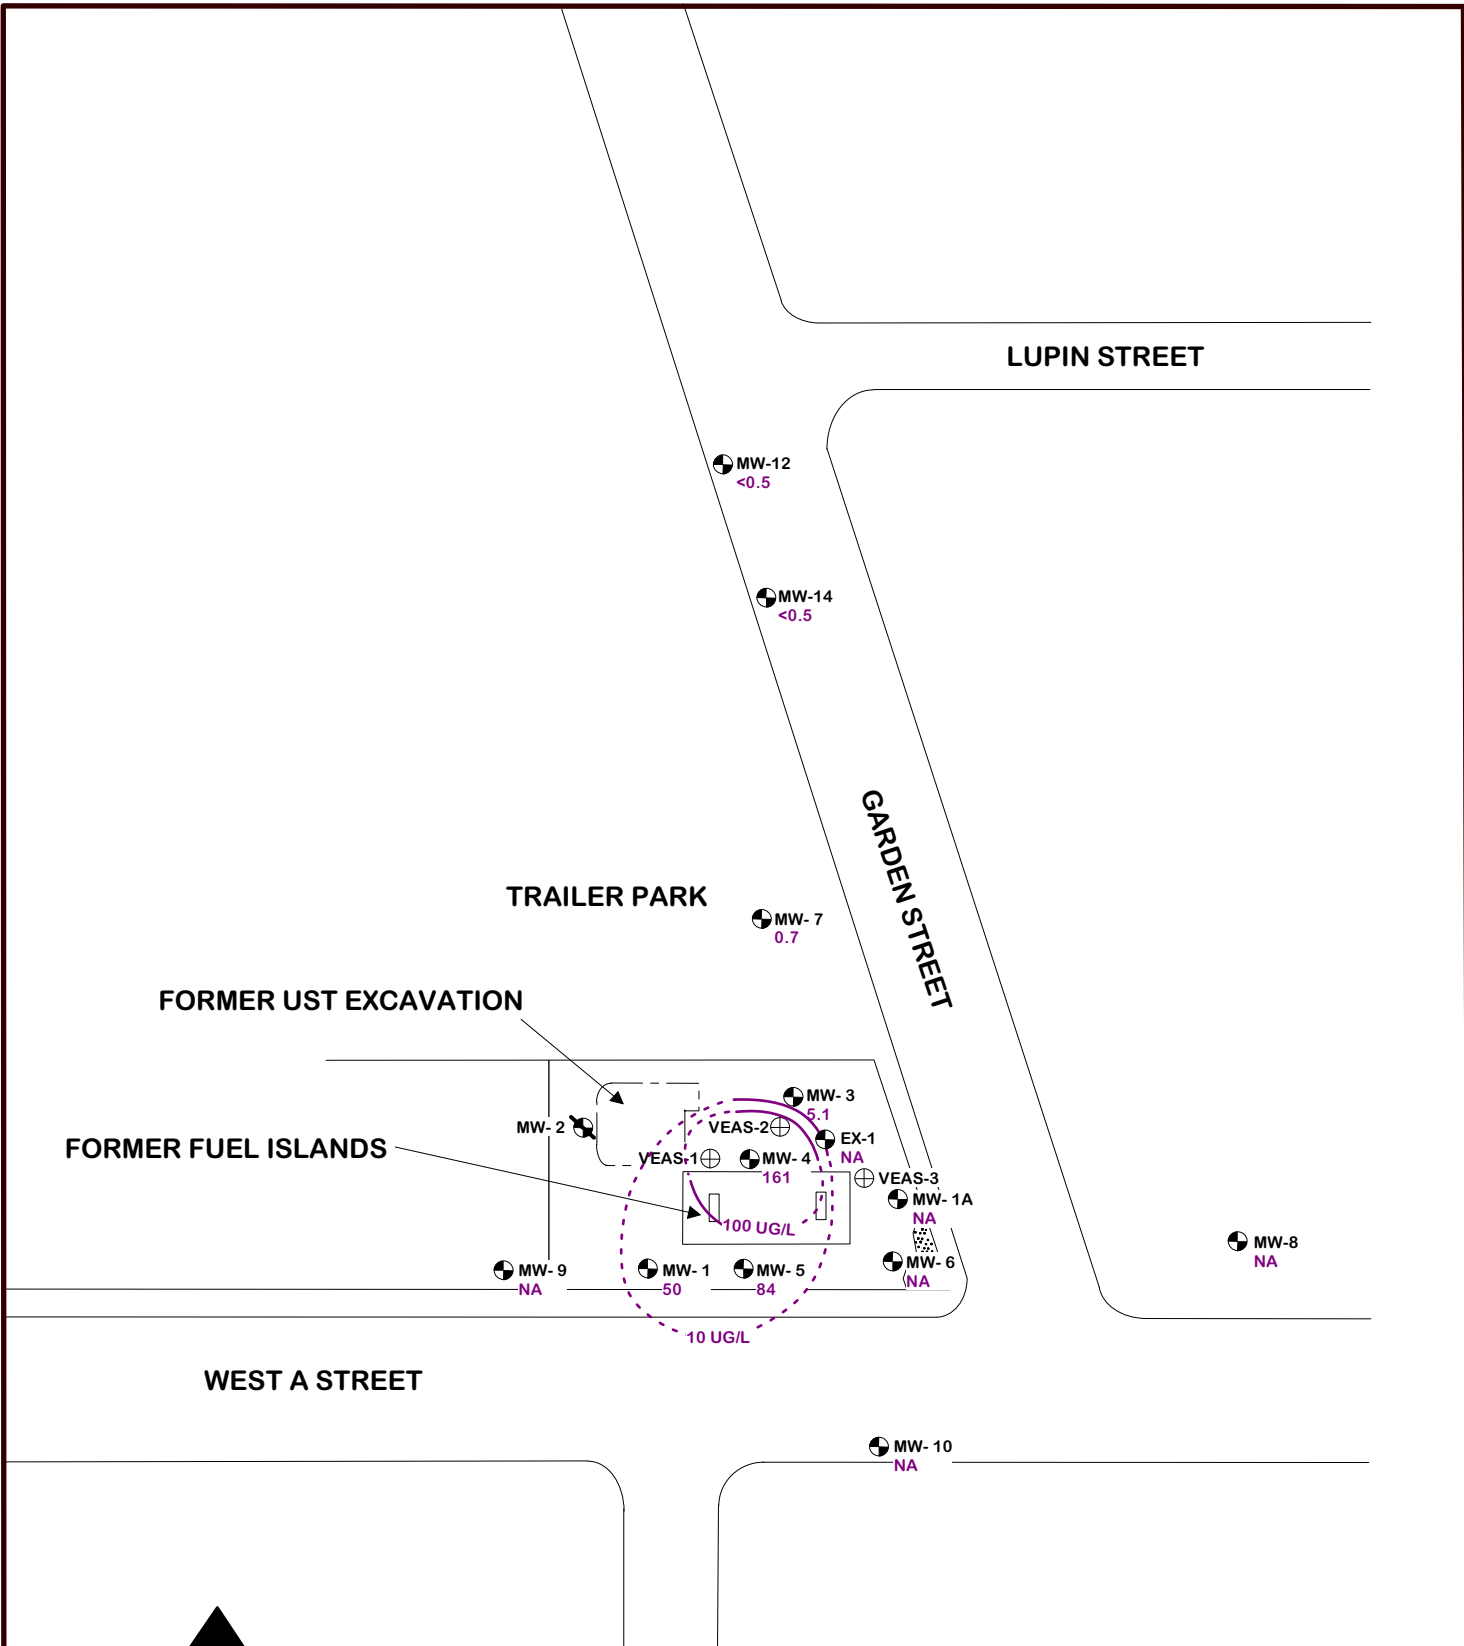 LUPIN STREET
MW-12
<0.5
MW-14
<0.5
GARDEN STREET
TRAILER PARK
MW- 7
0.7
FORMER UST EXCAVATION
MW- 3
5.1
MW- 2
VEAS-2
EX-1
NA
FORMER FUEL ISLANDS
VEAS-1
MW- 4
161
VEAS-3
MW- 1A
NA
100 UG/L
MW-8
NA
MW- 6
NA
MW- 9
NA
MW- 1
50
MW- 5
84
10 UG/L
WEST A STREET
MW- 10
NA